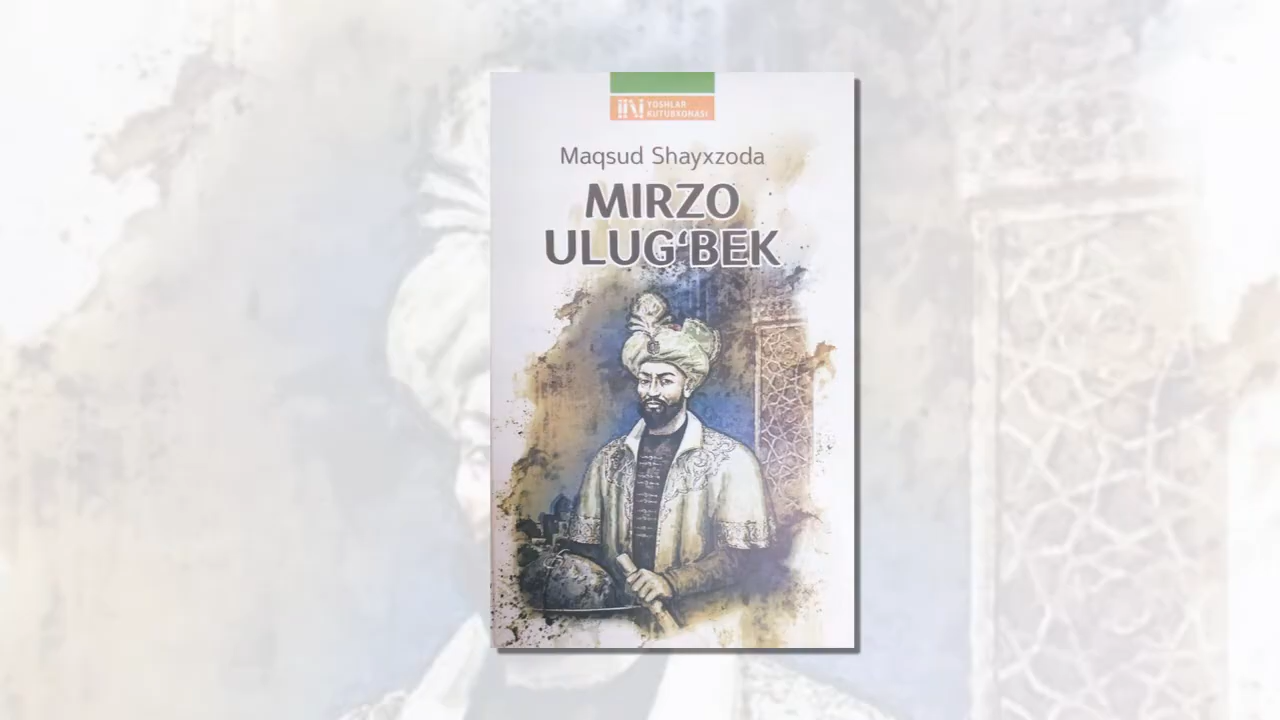 YOSHLAR
KUTUBXONASI
Maqsud Shayxzoda
MIRZO
ULUG‘BEK